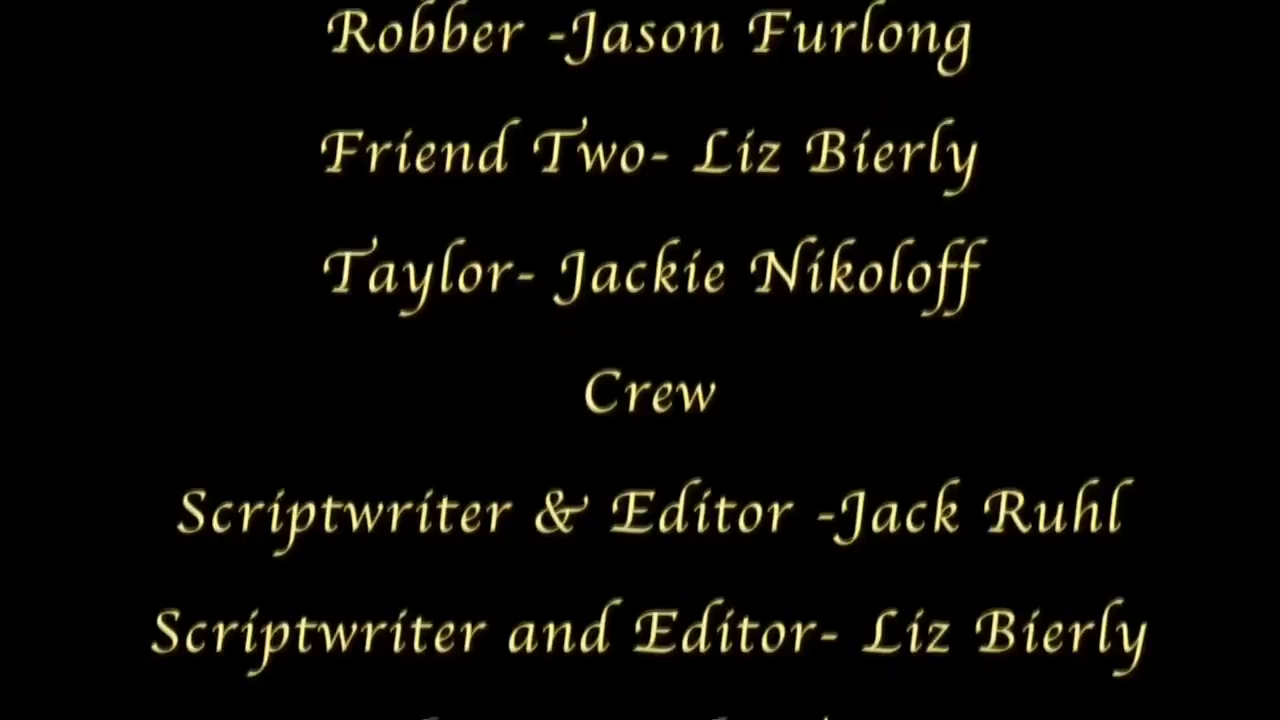 Robber -Jason Furlong
Friend Two- Liz Bierly
Taylor- Jackie Nikoloff
Crew
Scriptwriter & Editor -Jack Ruhl
Scriptwriter and Editor- Liz Bierly